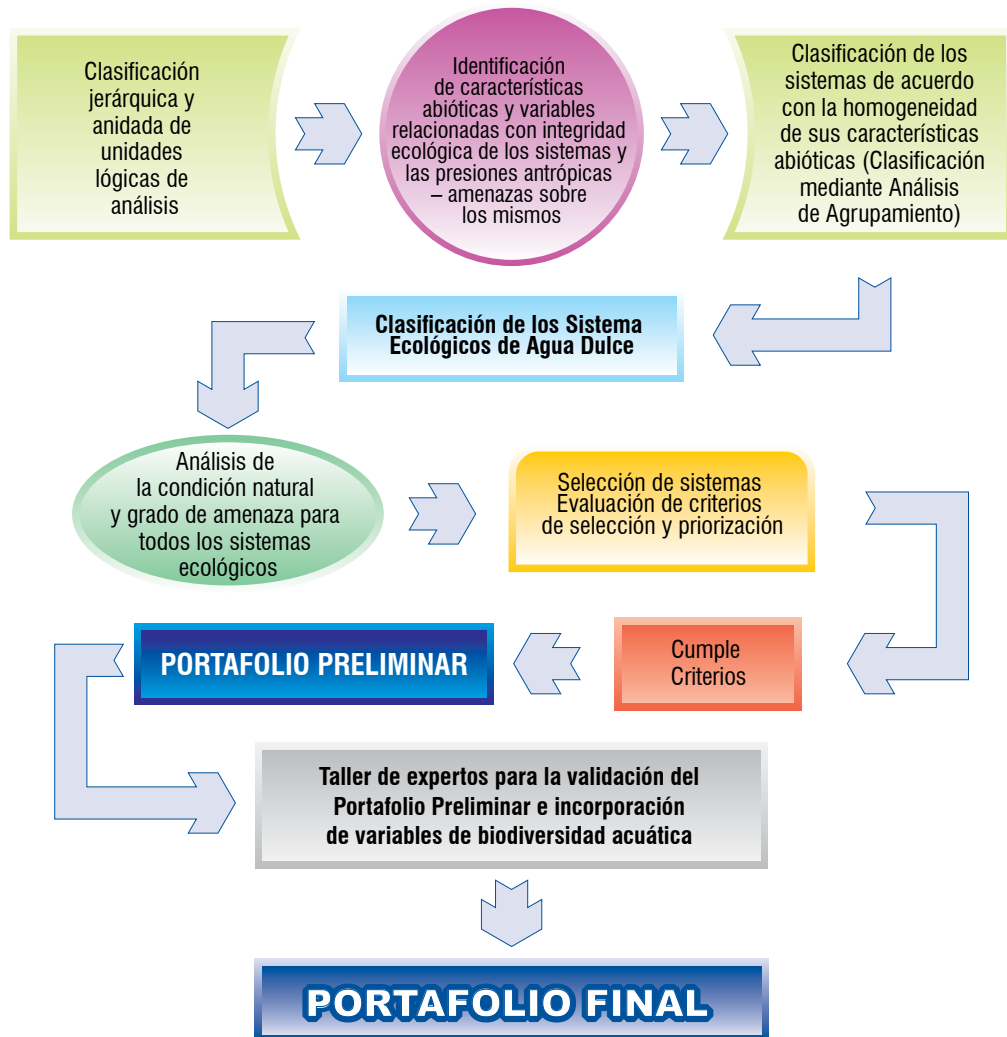 Clasificación
jerárquica y
anidada de
unidades
lógicas de
análisis
Identificación
de características
abióticas y variables
relacionadas con integridad
ecológica de los sistemas y
las presiones antrópicas
– amenazas sobre
los mismos
Clasificación de los
sistemas de acuerdo
con la homogeneidad
de sus características
abióticas (Clasificación
mediante Análisis
de Agrupamiento)
Clasificación de los Sistema
Ecológicos de Agua Dulce
Análisis de
la condición natural
y grado de amenaza para
todos los sistemas
ecológicos
Selección de sistemas
Evaluación de criterios
de selección y priorización
Cumple
Criterios
PORTAFOLIO PRELIMINAR
Taller de expertos para la validación del
Portafolio Preliminar e incorporación
de variables de biodiversidad acuática
PORTAFOLIO FINAL